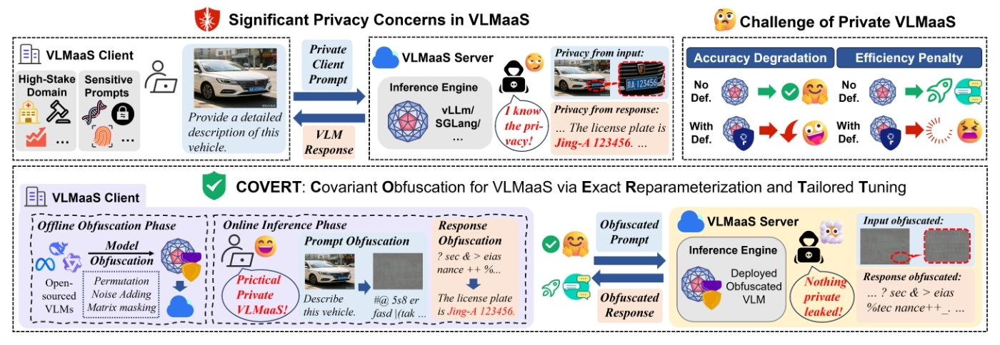 Significant Privacy Concerns in VLMaaS
Challenge of Private VLMaaS
VLMaaS Client
High-Stake
Domain
...
Sensitive
Prompts
...
Provide a detailed
description of this
vehicle.
Private
Client
Prompt
VLM
Response
VLMaaS Server
Inference Engine
vLLm/
SGLang/
...
I know
the pri-
vacy!
Privacy from input:
A 123456
Privacy from response:
... The license plate is
Jing-A 123456. ...
Accuracy Degradation
Efficiency Penalty
No
Def.
No
Def.
With
Def.
With
Def.
COVERT: Covariant Obfuscation for VLMaaS via Exact Reparameterization and Tailored Tuning
VLMaaS Client
Offline Obfuscation Phase
Model
Obfuscation
Open-
sourced
VLMs
Permutation
Noise Adding
Matrix masking
Online Inference Phase
Prictical
Private
VLMaaS!
Prompt Obfuscation
Describe
this vehicle.
#@ 5s8 er
fasd |(tak ...
Response
Obfuscation
? sec & > eias
nance ++ %...
The license plate
is Jing-A 123456.
Obfuscated
Prompt
Obfuscated
Response
VLMaaS Server
Inference Engine
Deployed
Obfuscated
VLM
Nothing
private
leaked!
Input obfuscated:
Response obfuscated:
... ? sec & > eias
%tec nance++_. ...